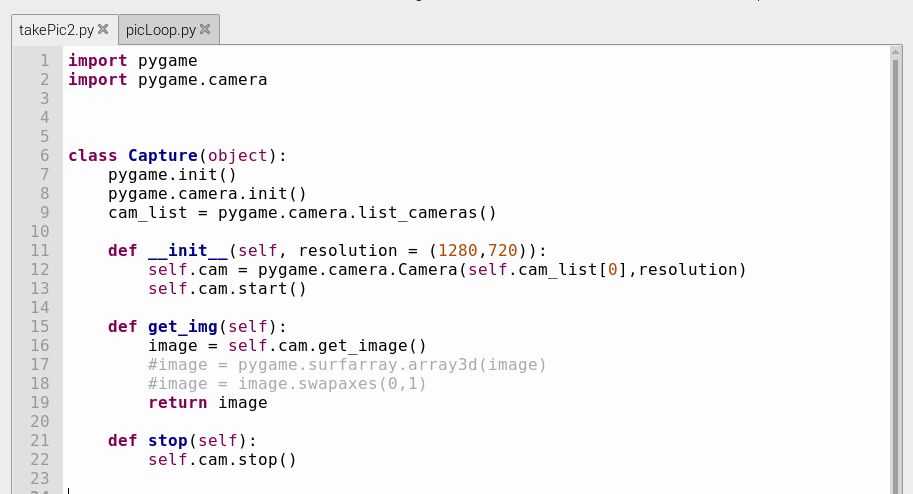 takePic2.py picLoop.py
1 import pygame
2 import pygame.camera
3
4
5
6 class Capture(object):
7     pygame.init()
8     pygame.camera.init()
9     cam_list = pygame.camera.list_cameras()
10
11     def __init__(self, resolution = (1280,720)):
12         self.cam = pygame.camera.Camera(self.cam_list[0],resolution)
13         self.cam.start()
14
15     def get_img(self):
16         image = self.cam.get_image()
17         #image = pygame.surfarray.array3d(image)
18         #image = image.swapaxes(0,1)
19         return image
20
21     def stop(self):
22         self.cam.stop()
23